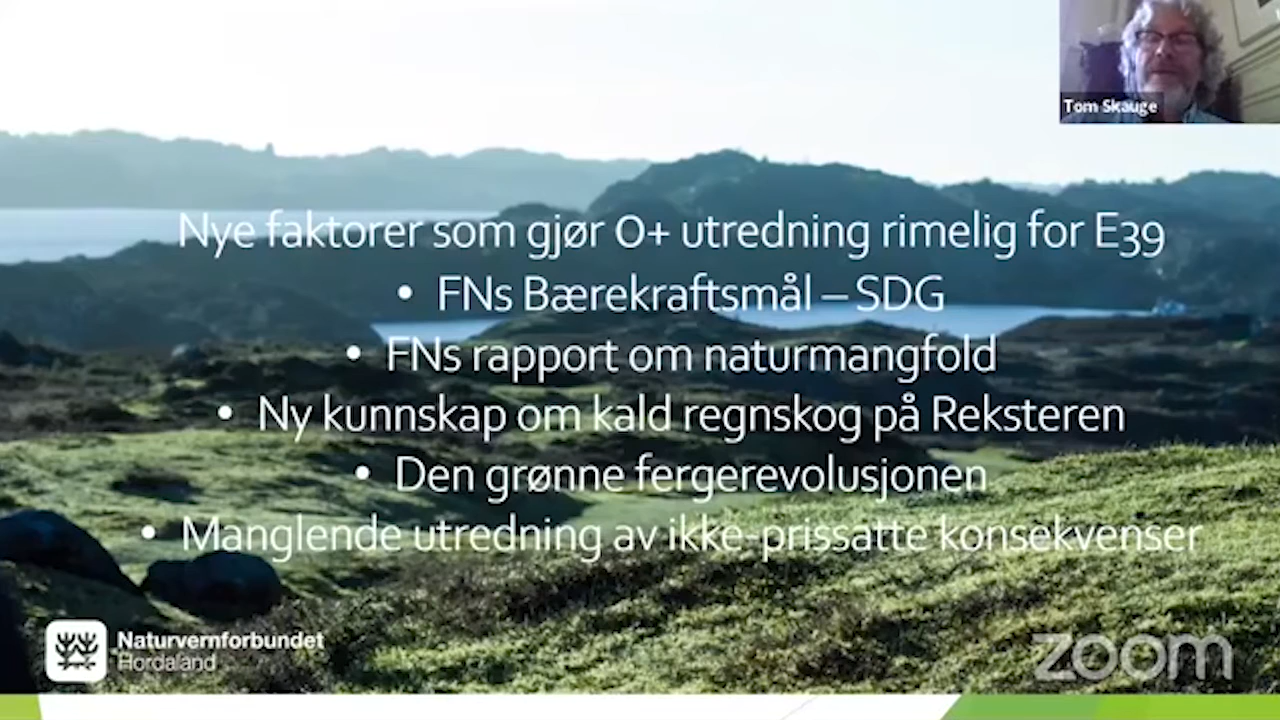 Tom Skauge
Nye faktorer som gjør 0+ utredning rimelig for E39
• FNs Bærekraftsmål – SDG
• FNs rapport om naturmangfold
• Ny kunnskap om kald regnskog på Reksteren
• Den grønne fergerevolusjonen
• Manglende utredning av ikke-prissatte konsekvenser
Naturvernforbundet
Hordaland
zoom